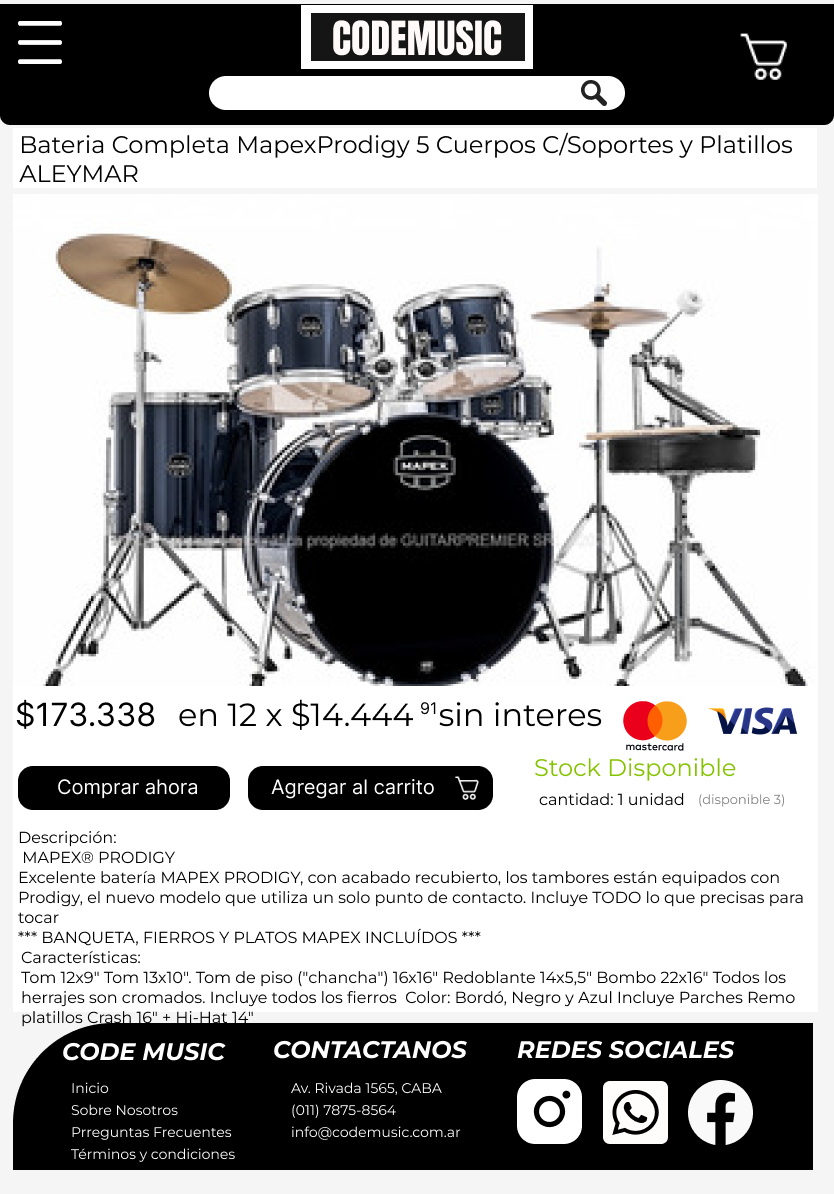 CODEMUSIC
Bateria Completa MapexProdigy 5 Cuerpos C/Soportes y Platillos
ALEYMAR
MAPEX
propiedad de GUITARPREMIER
$173.338 en 12 x $14.444 91 sin interes
mastercard
VISA
Stock Disponible
Comprar ahora
Agregar al carrito
cantidad: 1 unidad (disponible 3)
Descripción:
MAPEX® PRODIGY
Excelente batería MAPEX PRODIGY, con acabado recubierto, los tambores están equipados con
Prodigy, el nuevo modelo que utiliza un solo punto de contacto. Incluye TODO lo que precisas para
tocar
*** BANQUETA, FIERROS Y PLATOS MAPEX INCLUÍDOS ***
Características:
Tom 12x9" Tom 13x10". Tom de piso ("chancha") 16x16" Redoblante 14x5,5" Bombo 22x16" Todos los
herrajes son cromados. Incluye todos los fierros Color: Bordó, Negro y Azul Incluye Parches Remo
platillos Crash 16" + Hi-Hat 14"
CODE MUSIC
Inicio
Sobre Nosotros
Prreguntas Frecuentes
Términos y condiciones
CONTACTANOS
Av. Rivada 1565, CABA
(011) 7875-8564
info@codemusic.com.ar
REDES SOCIALES